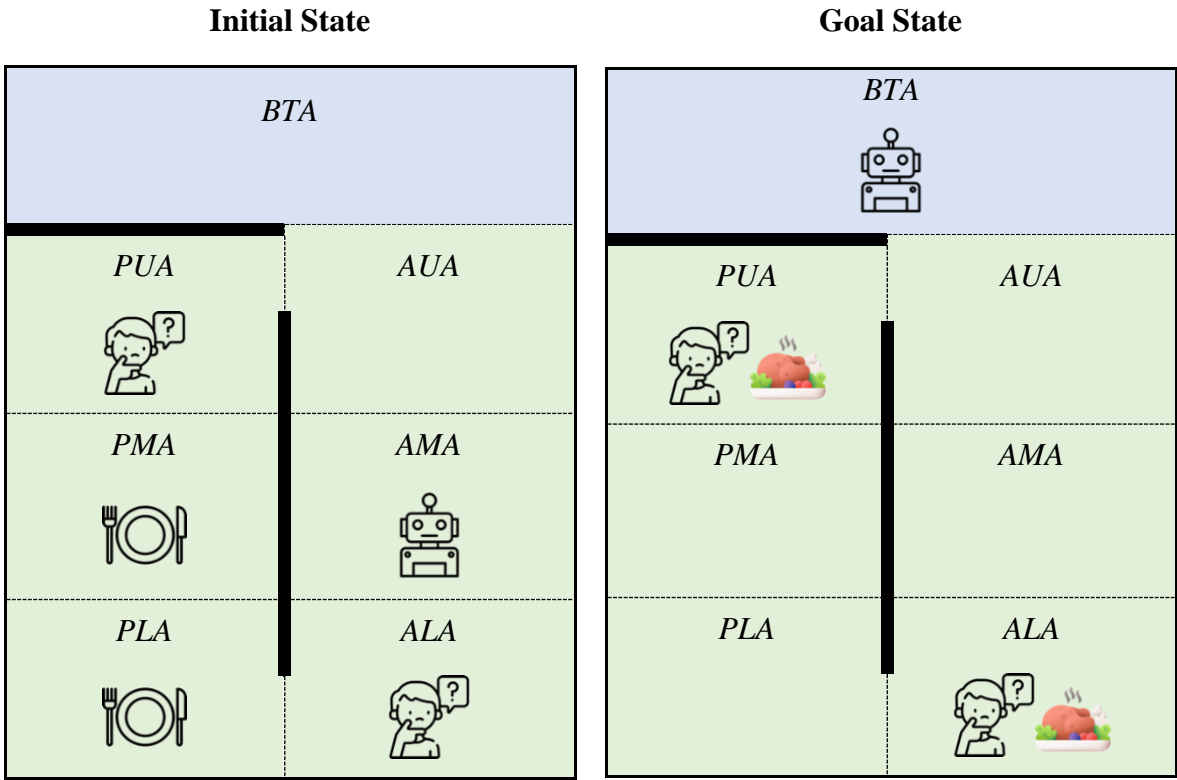 Initial State
BTA
PUA
AUA
?
PMA
AMA
PLA
ALA
?
Goal State
BTA
PUA
AUA
?
PMA
AMA
PLA
ALA
?